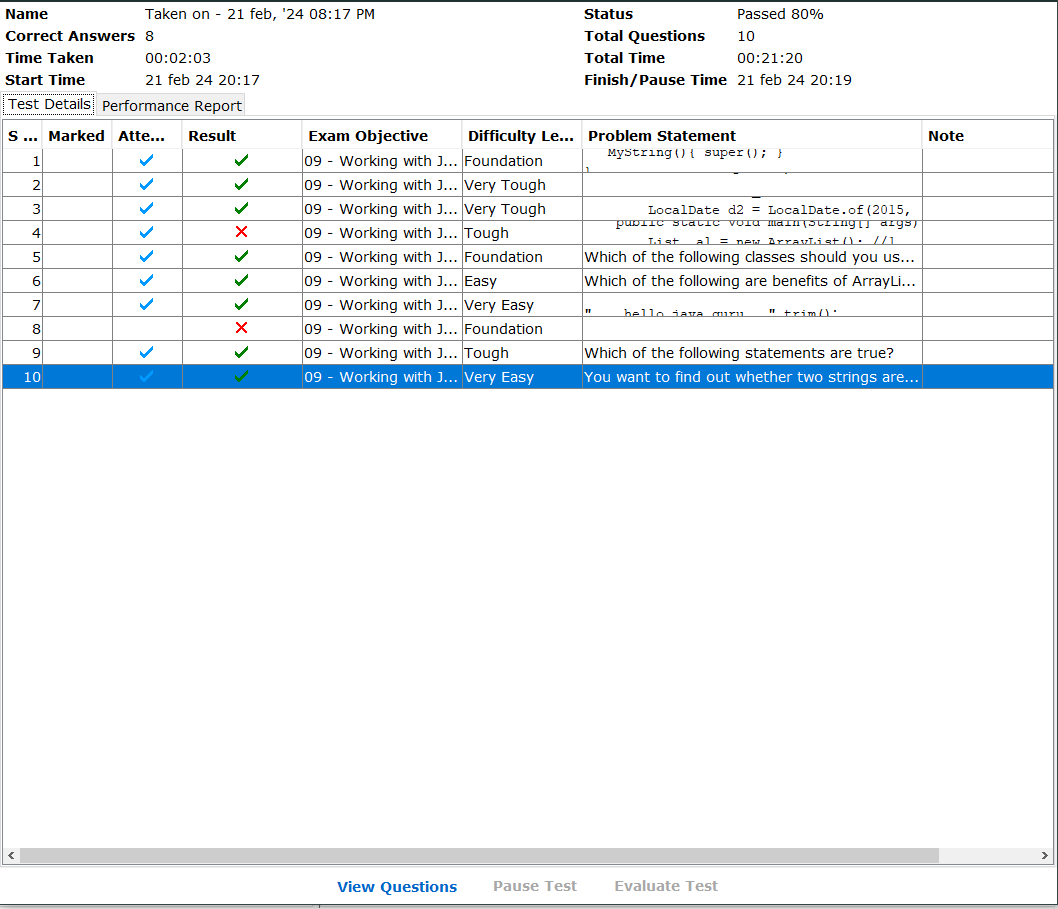 Name Taken on - 21 feb, '24 08:17 PM Status Passed 80%
Correct Answers 8 Total Questions 10
Time Taken 00:02:03 Total Time 00:21:20
Start Time 21 feb 24 20:17 Finish/Pause Time 21 feb 24 20:19
Test Details Performance Report
S ... Marked Atte... Result Exam Objective Difficulty Le... Problem Statement Note
1 09 - Working with J... Foundation MyString(){ super(); }
2 09 - Working with J... Very Tough
3 09 - Working with J... Very Tough LocalDate d2 = LocalDate.of(2015,
4 09 - Working with J... Tough public static void main(String[] args)
List al = new ArrayList(); //1
5 09 - Working with J... Foundation Which of the following classes should you us...
6 09 - Working with J... Easy Which of the following are benefits of ArrayLi...
7 09 - Working with J... Very Easy " hello java guru " trim();
8 09 - Working with J... Foundation
9 09 - Working with J... Tough Which of the following statements are true?
10 09 - Working with J... Very Easy You want to find out whether two strings are...
View Questions Pause Test Evaluate Test